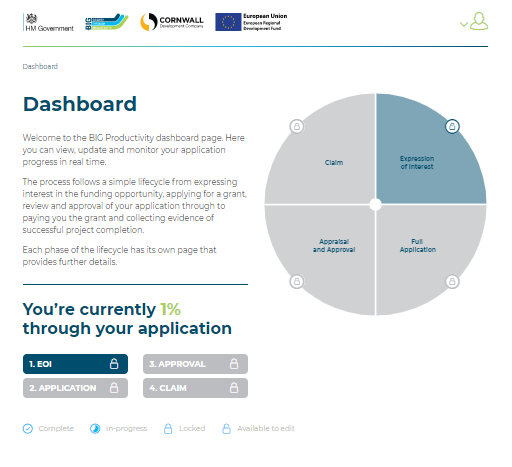 HM Government
BIG
CORNWALL
Development Company
European Union
European Regional
Development Fund
Dashboard
Dashboard
Welcome to the BIG Productivity dashboard page. Here
you can view, update and monitor your application
progress in real time.
The process follows a simple lifecycle from expressing
interest in the funding opportunity, applying for a grant,
review and approval of your application through to
paying you the grant and collecting evidence of
successful project completion.
Each phase of the lifecycle has its own page that
provides further details.
Claim
Expression
of Interest
Appraisal
and Approval
Full
Application
You’re currently 1%
through your application
1. EOI
3. APPROVAL
2. APPLICATION
4. CLAIM
Complete
In-progress
Locked
Available to edit